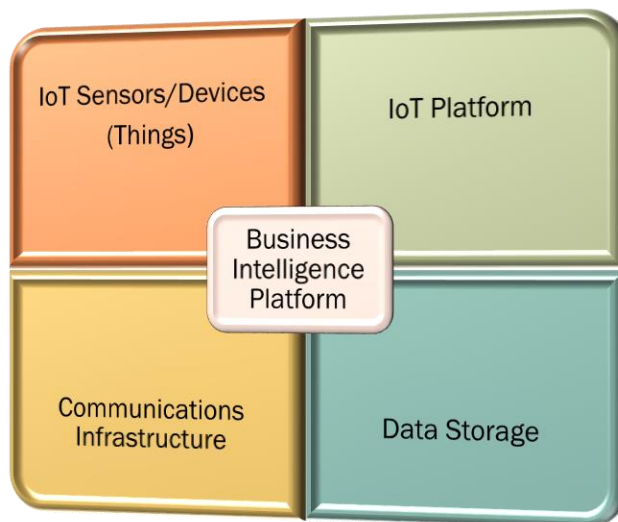 IoT Sensors/Devices
(Things)
IoT Platform
Business
Intelligence
Platform
Communications
Infrastructure
Data Storage